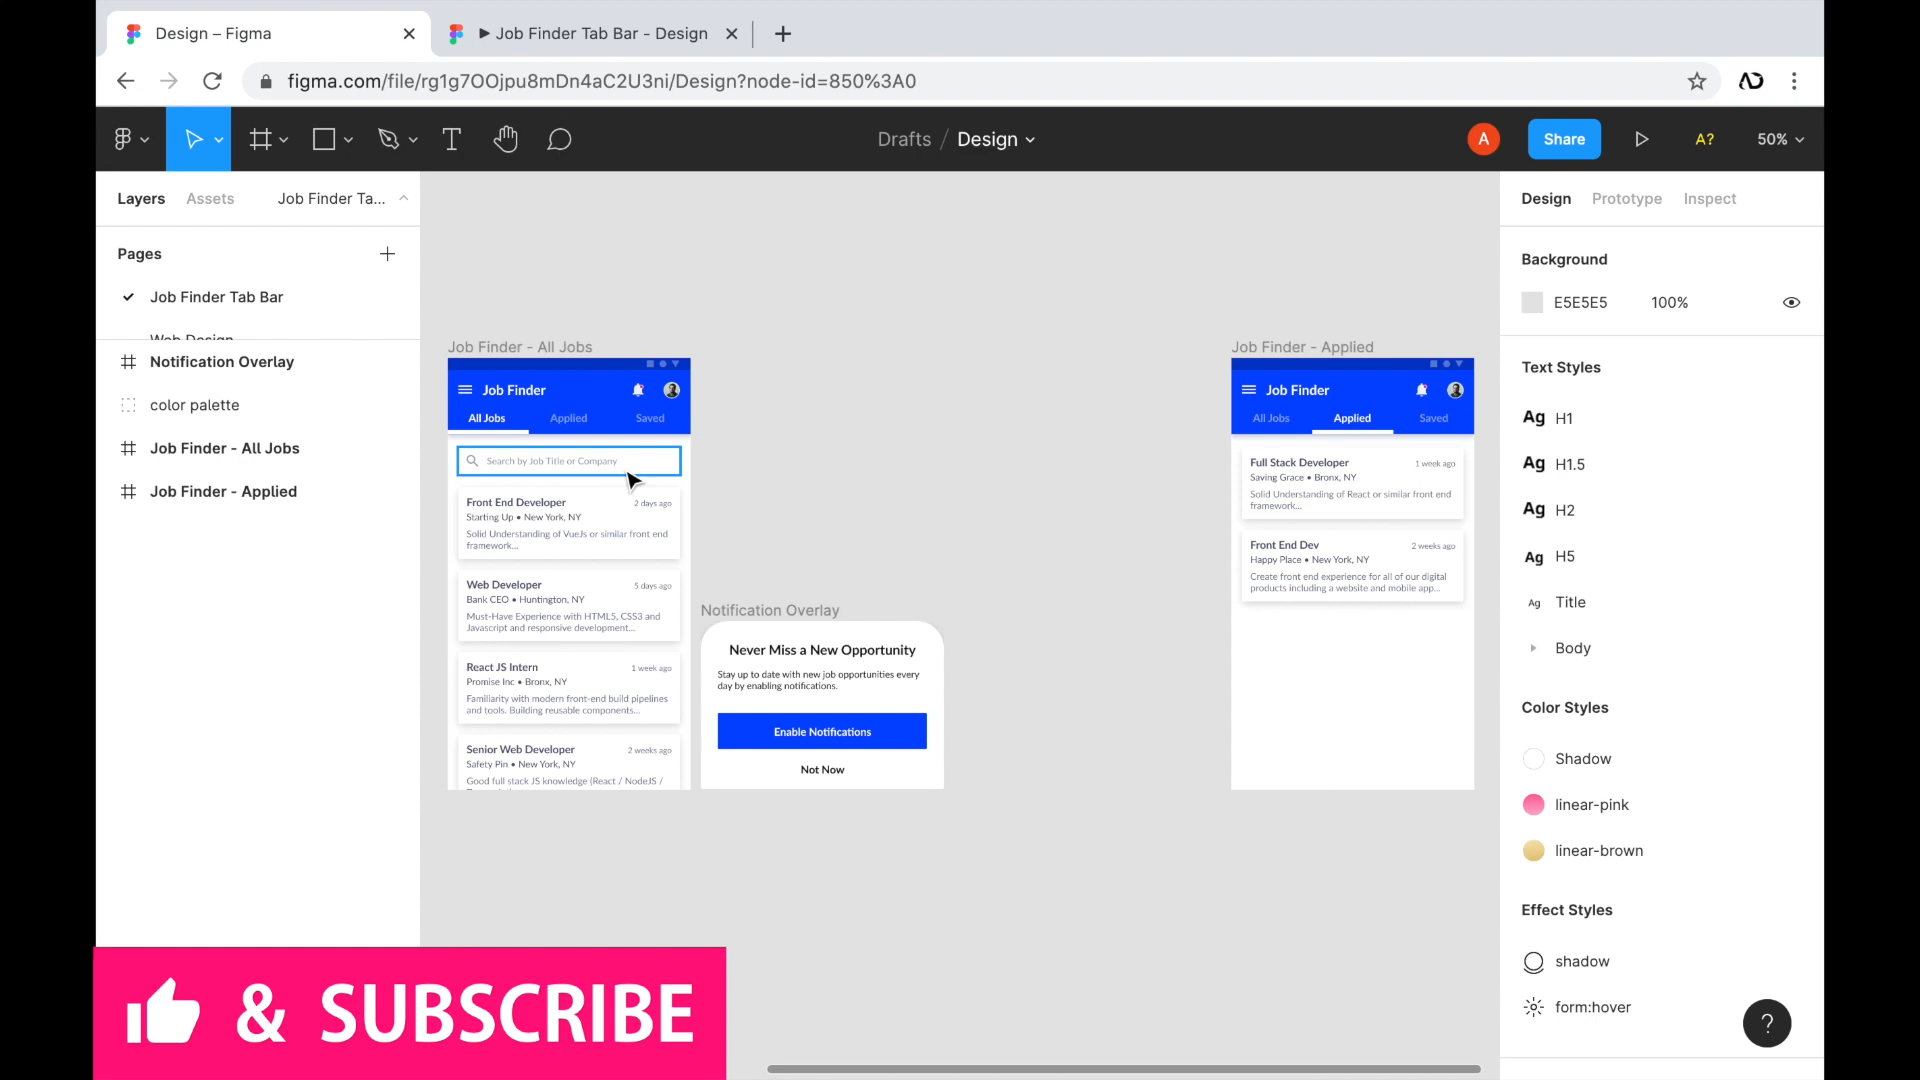 Design – Figma
▶ Job Finder Tab Bar - Design
figma.com/file/rg1g7OOjpu8mDn4aC2U3ni/Design?node-id=850%3A0
Drafts / Design
A
Share
A?
50%
Layers
Assets
Job Finder Ta...
Pages
Job Finder Tab Bar
Web Design
Notification Overlay
color palette
Job Finder - All Jobs
Job Finder - Applied
Job Finder - All Jobs
Job Finder
All Jobs
Applied
Saved
Search by Job Title or Company
Front End Developer
2 days ago
Starting Up • New York, NY
Solid Understanding of VueJs or similar front end
framework...
Web Developer
5 days ago
Bank CEO • Huntington, NY
Must-Have Experience with HTML5, CSS3 and
Javascript and responsive development...
React JS Intern
1 week ago
Promise Inc • Bronx, NY
Familiarity with modern front-end build pipelines
and tools. Building reusable components...
Senior Web Developer
2 weeks ago
Safety Pin • New York, NY
Good full stack JS knowledge (React / NodeJS /
Notification Overlay
Never Miss a New Opportunity
Stay up to date with new job opportunities every
day by enabling notifications.
Enable Notifications
Not Now
Job Finder - Applied
Job Finder
All Jobs
Applied
Saved
Full Stack Developer
1 week ago
Saving Grace • Bronx, NY
Solid Understanding of React or similar front end
framework...
Front End Dev
2 weeks ago
Happy Place • New York, NY
Create front end experience for all of our digital
products including a website and mobile app...
Design
Prototype
Inspect
Background
E5E5E5
100%
Text Styles
Ag H1
Ag H1.5
Ag H2
Ag H5
Ag Title
Body
Color Styles
Shadow
linear-pink
linear-brown
Effect Styles
shadow
form:hover
?
& SUBSCRIBE